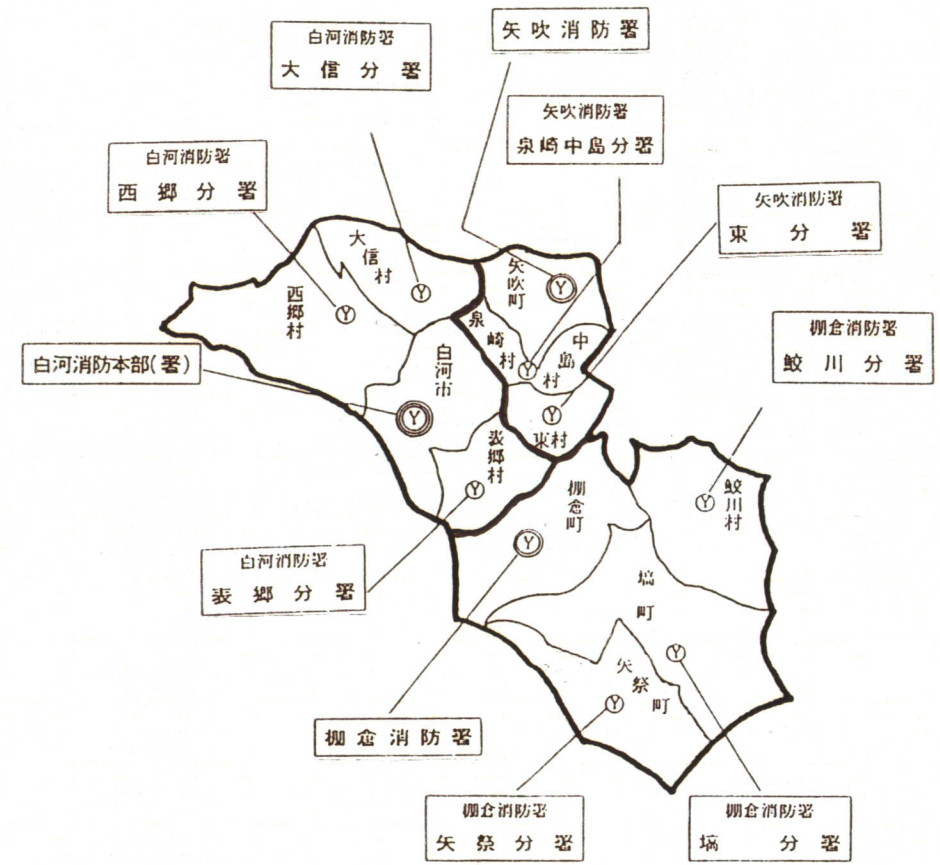 白河消防署
大信分署
矢吹消防署
矢吹消防署
泉崎中島分署
白河消防署
西郷分署
矢吹消防署
東分署
棚倉消防署
鮫川分署
白河消防本部(署)
大信村
西郷村
矢吹町
泉崎村
中島村
白河市
東村
表郷村
棚倉町
鮫川村
塙町
矢祭町
Y
Y
Y
Y
Y
Y
Y
Y
Y
Y
Y
白河消防署
表郷分署
棚倉消防署
棚倉消防署
矢祭分署
棚倉消防署
塙分署